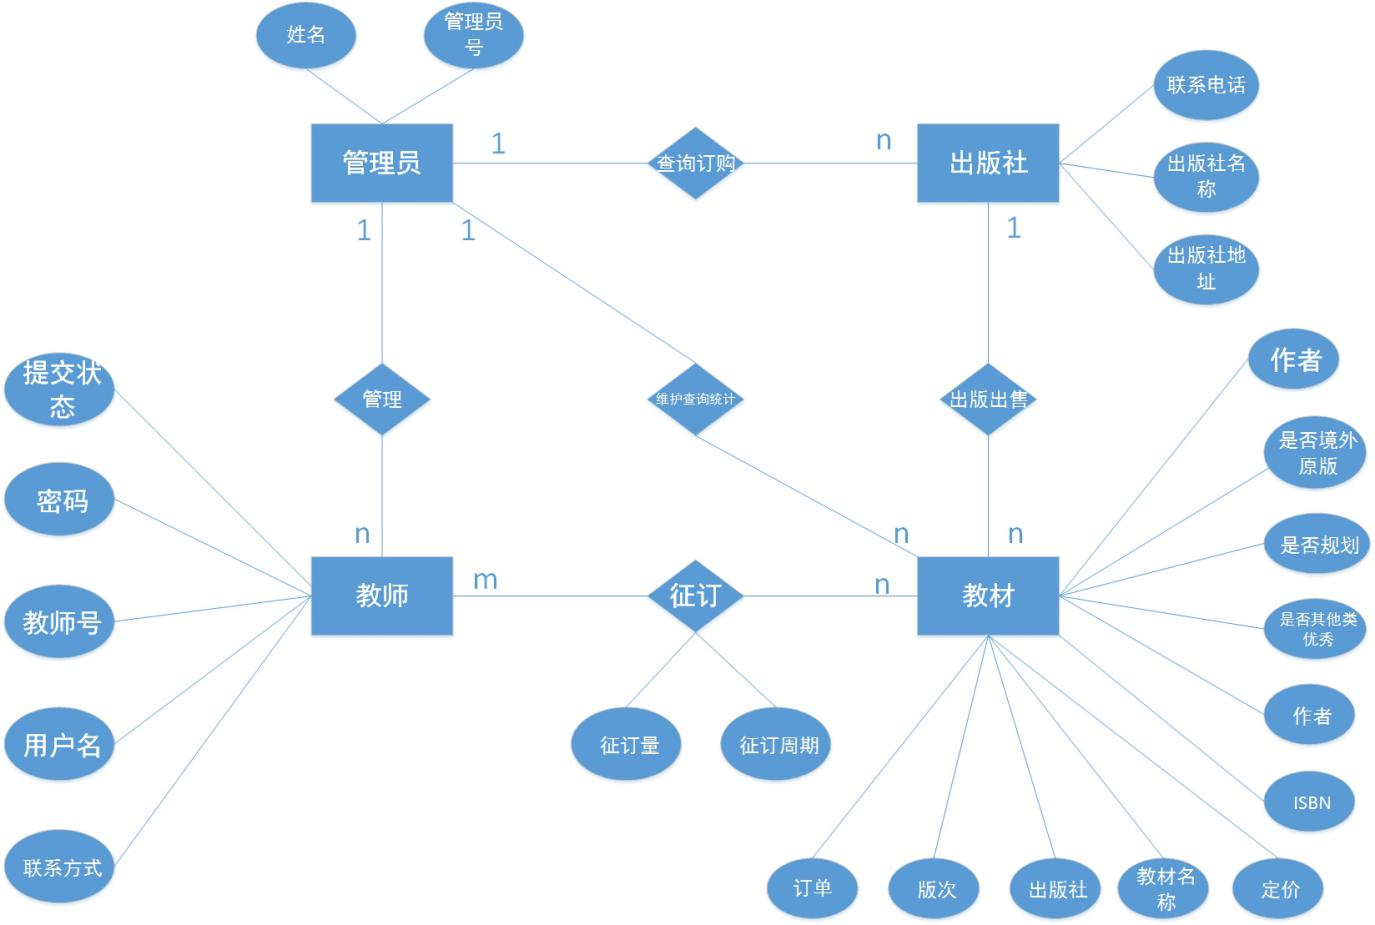 姓名
管理员
号
联系电话
管理员
1
查询订购
n
出版社
出版社名
称
1
1
1
出版社地
址
提交状
态
管理
维护查询统计
出版出售
作者
是否境外
原版
密码
n
n
n
是否规划
教师
m
征订
n
教材
教师号
是否其他类
优秀
用户名
征订量
征订周期
作者
ISBN
联系方式
订单
版次
出版社
教材名
称
定价